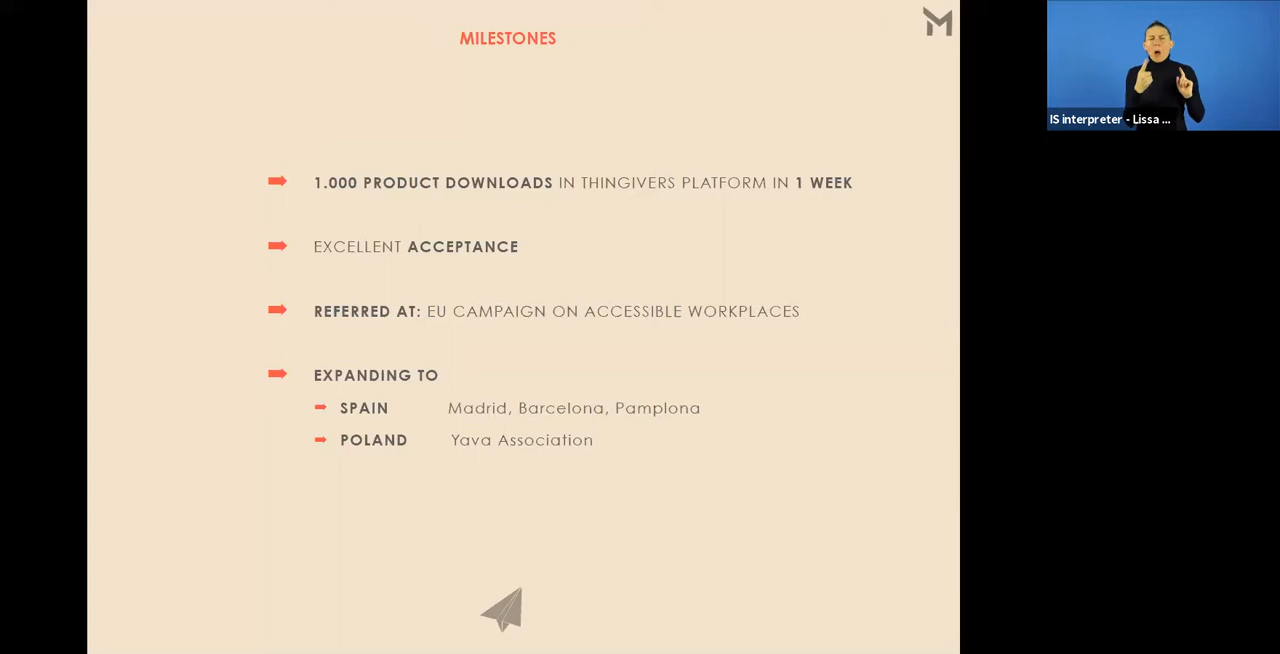 MILESTONES
1.000 PRODUCT DOWNLOADS IN THINGIVERS PLATFORM IN 1 WEEK
EXCELLENT ACCEPTANCE
REFERRED AT: EU CAMPAIGN ON ACCESSIBLE WORKPLACES
EXPANDING TO
SPAIN Madrid, Barcelona, Pamplona
POLAND Yava Association
IS interpreter - Lissa ...